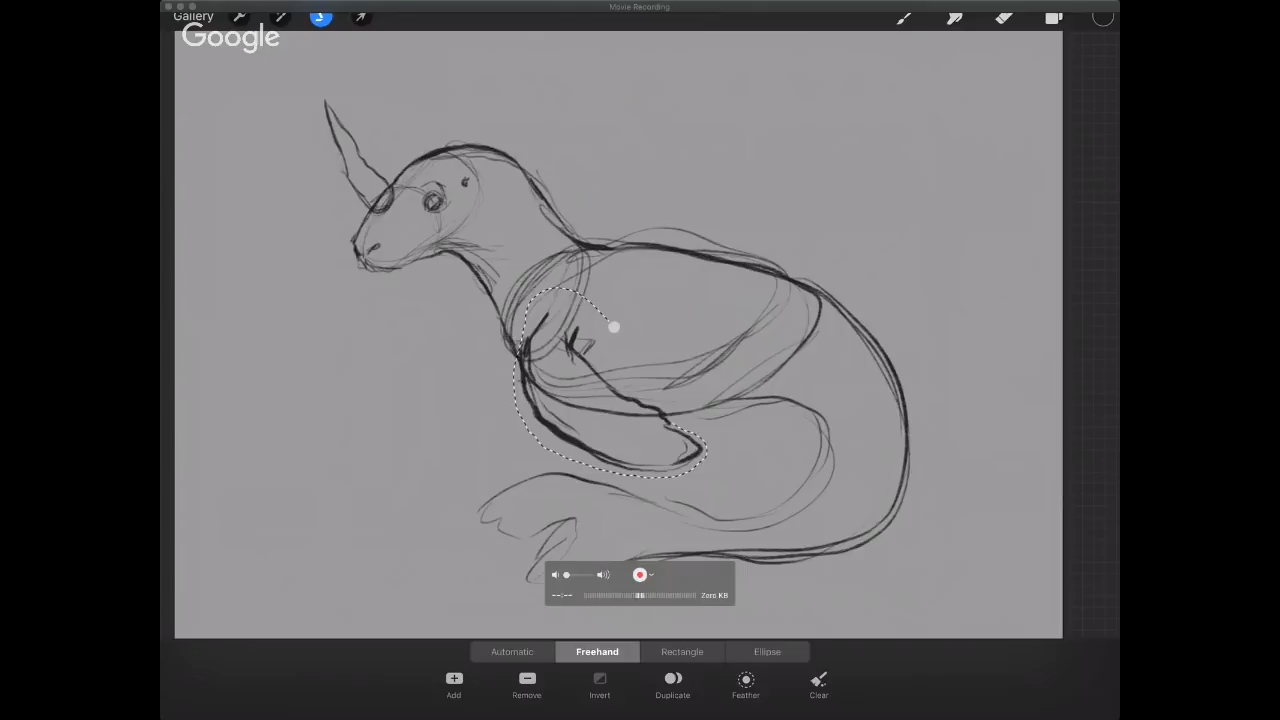 Movie Recording
Gallery
Google
--:--
Zero KB
Automatic
Freehand
Rectangle
Ellipse
Add
Remove
Invert
Duplicate
Feather
Clear